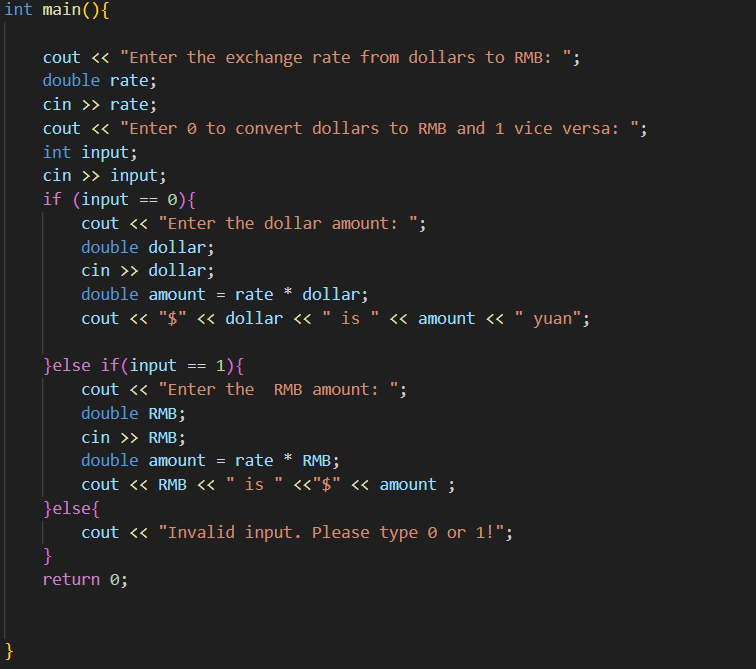 int main(){
cout << "Enter the exchange rate from dollars to RMB: ";
double rate;
cin >> rate;
cout << "Enter 0 to convert dollars to RMB and 1 vice versa: ";
int input;
cin >> input;
if (input == 0){
cout << "Enter the dollar amount: ";
double dollar;
cin >> dollar;
double amount = rate * dollar;
cout << "$" << dollar << " is " << amount << " yuan";
}else if(input == 1){
cout << "Enter the  RMB amount: ";
double RMB;
cin >> RMB;
double amount = rate * RMB;
cout << RMB << " is " <<"$" << amount ;
}else{
cout << "Invalid input. Please type 0 or 1!";
}
return 0;
}